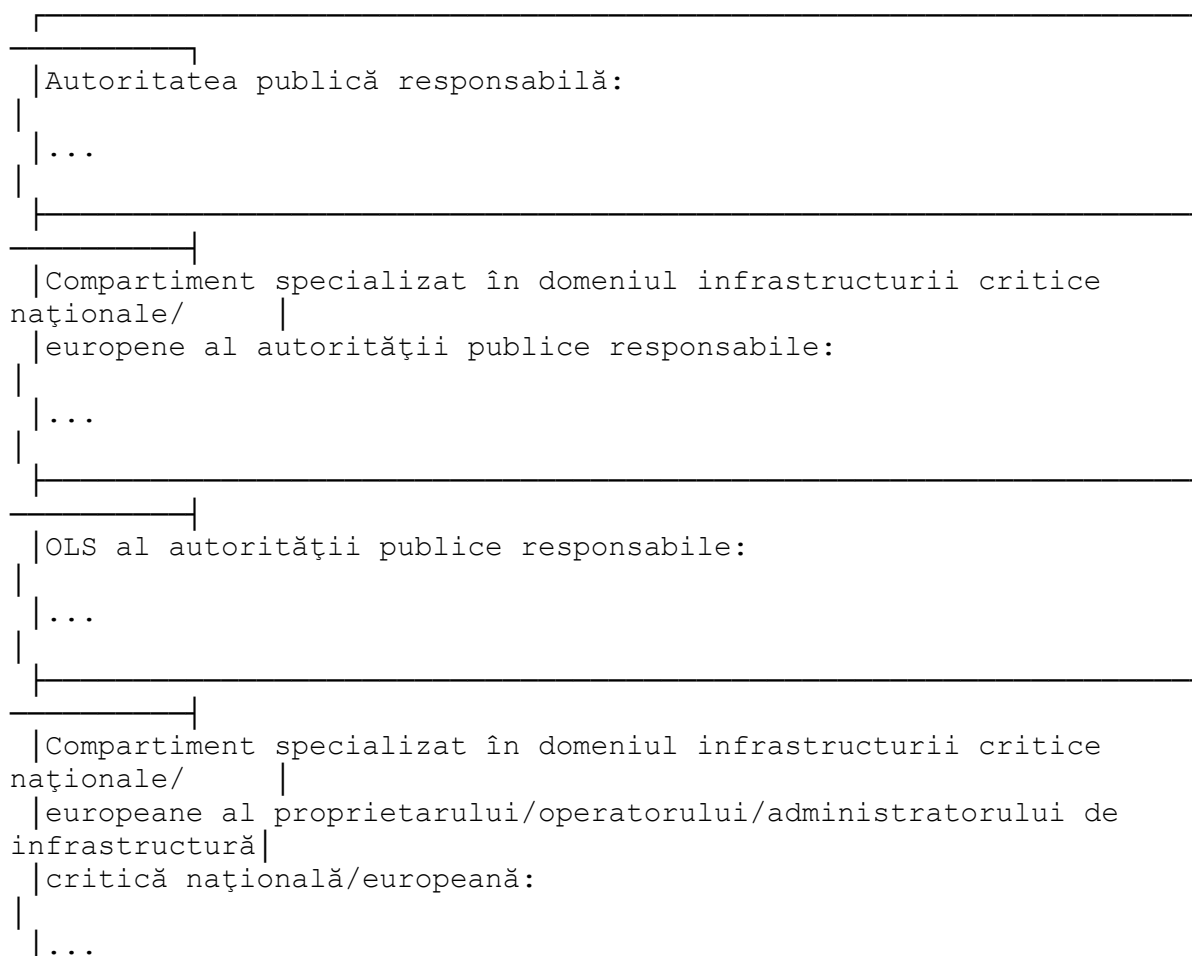 Autoritatea publică responsabilă:
...
Compartiment specializat în domeniul infrastructurii critice
naţionale/
europene al autorităţii publice responsabile:
...
OLS al autorităţii publice responsabile:
...
Compartiment specializat în domeniul infrastructurii critice
naţionale/
europeane al proprietarului/operatorului/administratorului de
infrastructură
critică naţională/europeană:
...